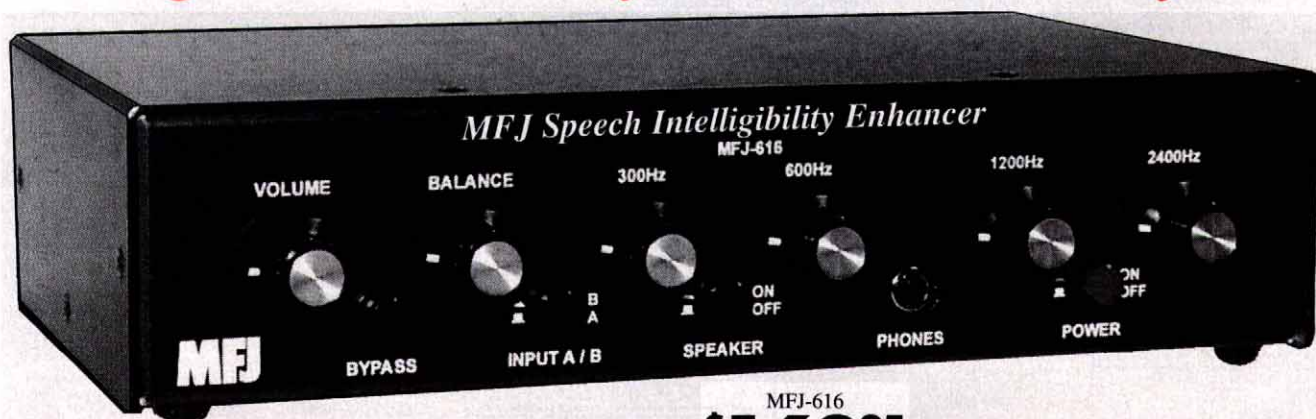 MFJ Speech Intelligibility Enhancer
MFJ-616
VOLUME BALANCE 300Hz 600Hz 1200Hz 2400Hz
B ON ON
A OFF OFF
MFJ BYPASS INPUT A / B SPEAKER PHONES POWER
MFJ-616